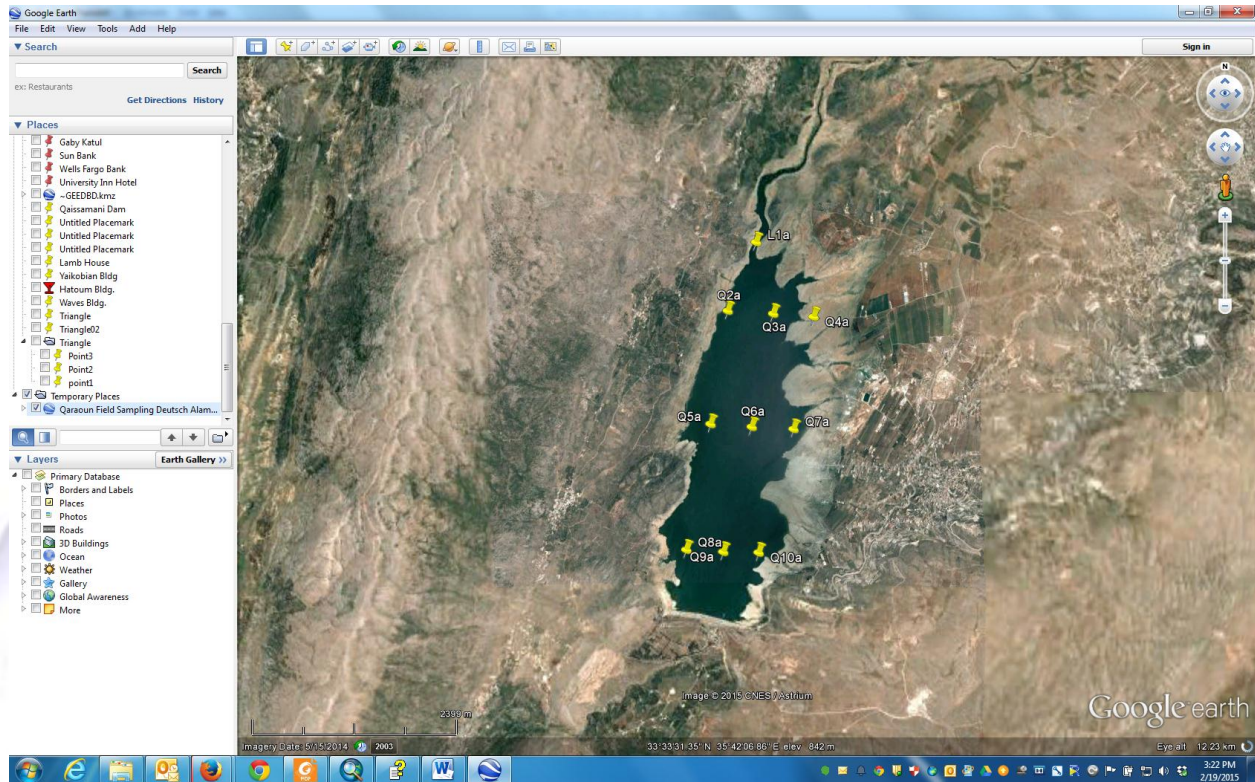 Google Earth
File Edit View Tools Add Help
Search
Search
ex: Restaurants
Get Directions History
Places
Gaby Katul
Sun Bank
Wells Fargo Bank
University Inn Hotel
~GEEDBD.kmz
Qaissamani Dam
Untitled Placemark
Untitled Placemark
Untitled Placemark
Lamb House
Yaikobian Bldg
Hatoum Bldg.
Waves Bldg.
Triangle
Triangle02
Triangle
Point3
Point2
point1
Temporary Places
Qaraoun Field Sampling Deutsch Alam...
Layers
Earth Gallery >>
Primary Database
Borders and Labels
Places
Photos
Roads
3D Buildings
Ocean
Weather
Gallery
Global Awareness
More
Sign in
N
L1a
Q2a
Q3a
Q4a
Q5a
Q6a
Q7a
Q8a
Q9a
Q10a
Image © 2015 CNES / Astrium
Google earth
2399 m
Imagery Date: 5/15/2014 2003
33°33'31.35" N 35°42'06.86" E elev 842 m
Eye alt 12.23 km
3:22 PM
2/19/2015